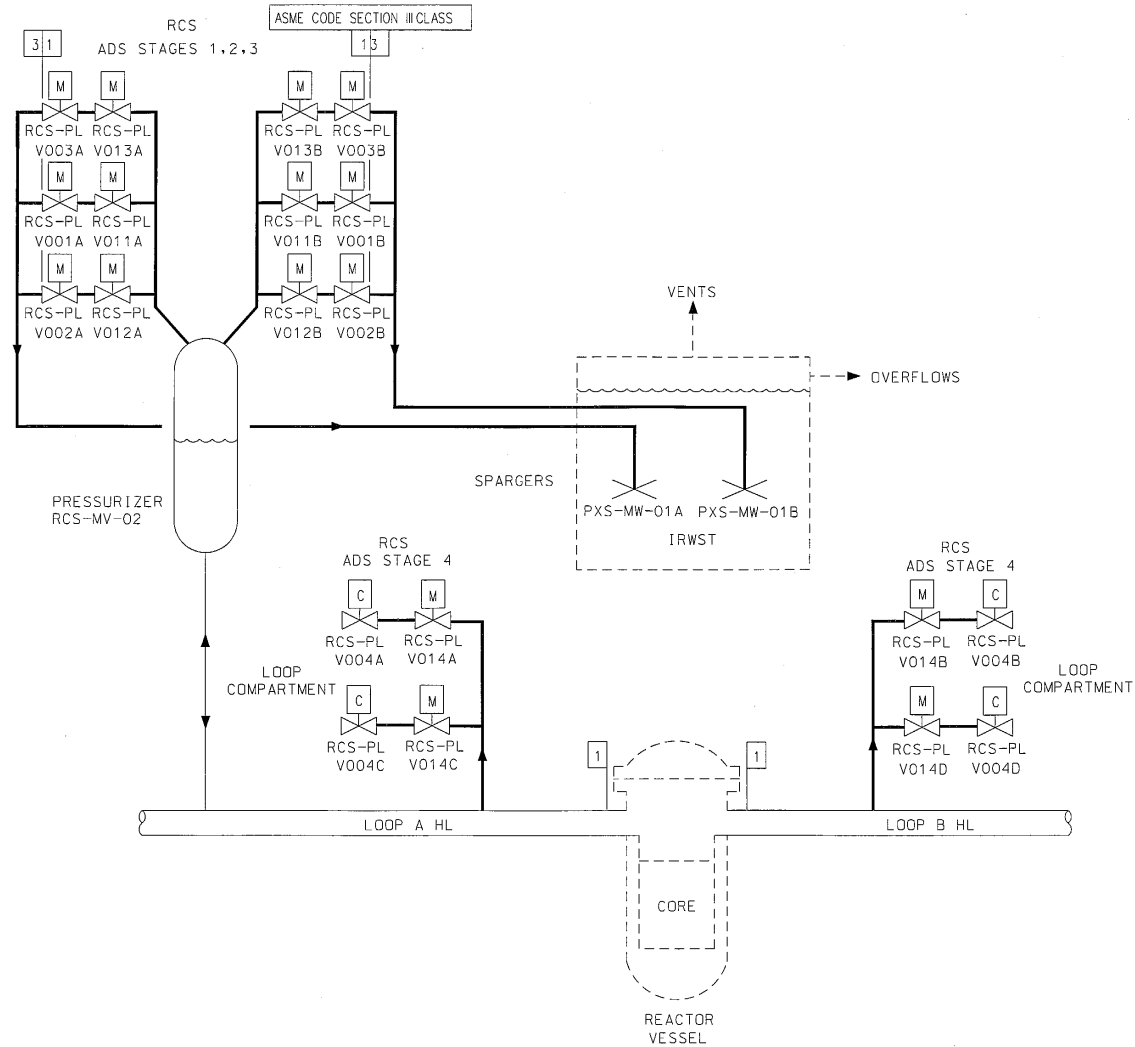 ASME CODE SECTION III CLASS
RCS
ADS STAGES 1,2,3
3 1
1 3
M M M M
RCS-PL RCS-PL RCS-PL RCS-PL
V003A V013A V013B V003B
M M M M
RCS-PL RCS-PL RCS-PL RCS-PL
V001A V011A V011B V001B
M M M M
RCS-PL RCS-PL RCS-PL RCS-PL
V002A V012A V012B V002B
VENTS
OVERFLOWS
SPARGERS
PXS-MW-01A PXS-MW-01B
IRWST
PRESSURIZER
RCS-MV-02
RCS
ADS STAGE 4
C M
RCS-PL RCS-PL
V004A V014A
LOOP
COMPARTMENT
C M
RCS-PL RCS-PL
V004C V014C
RCS
ADS STAGE 4
M C
RCS-PL RCS-PL
V014B V004B
LOOP
COMPARTMENT
M C
RCS-PL RCS-PL
V014D V004D
1 1
LOOP A HL
LOOP B HL
CORE
REACTOR
VESSEL